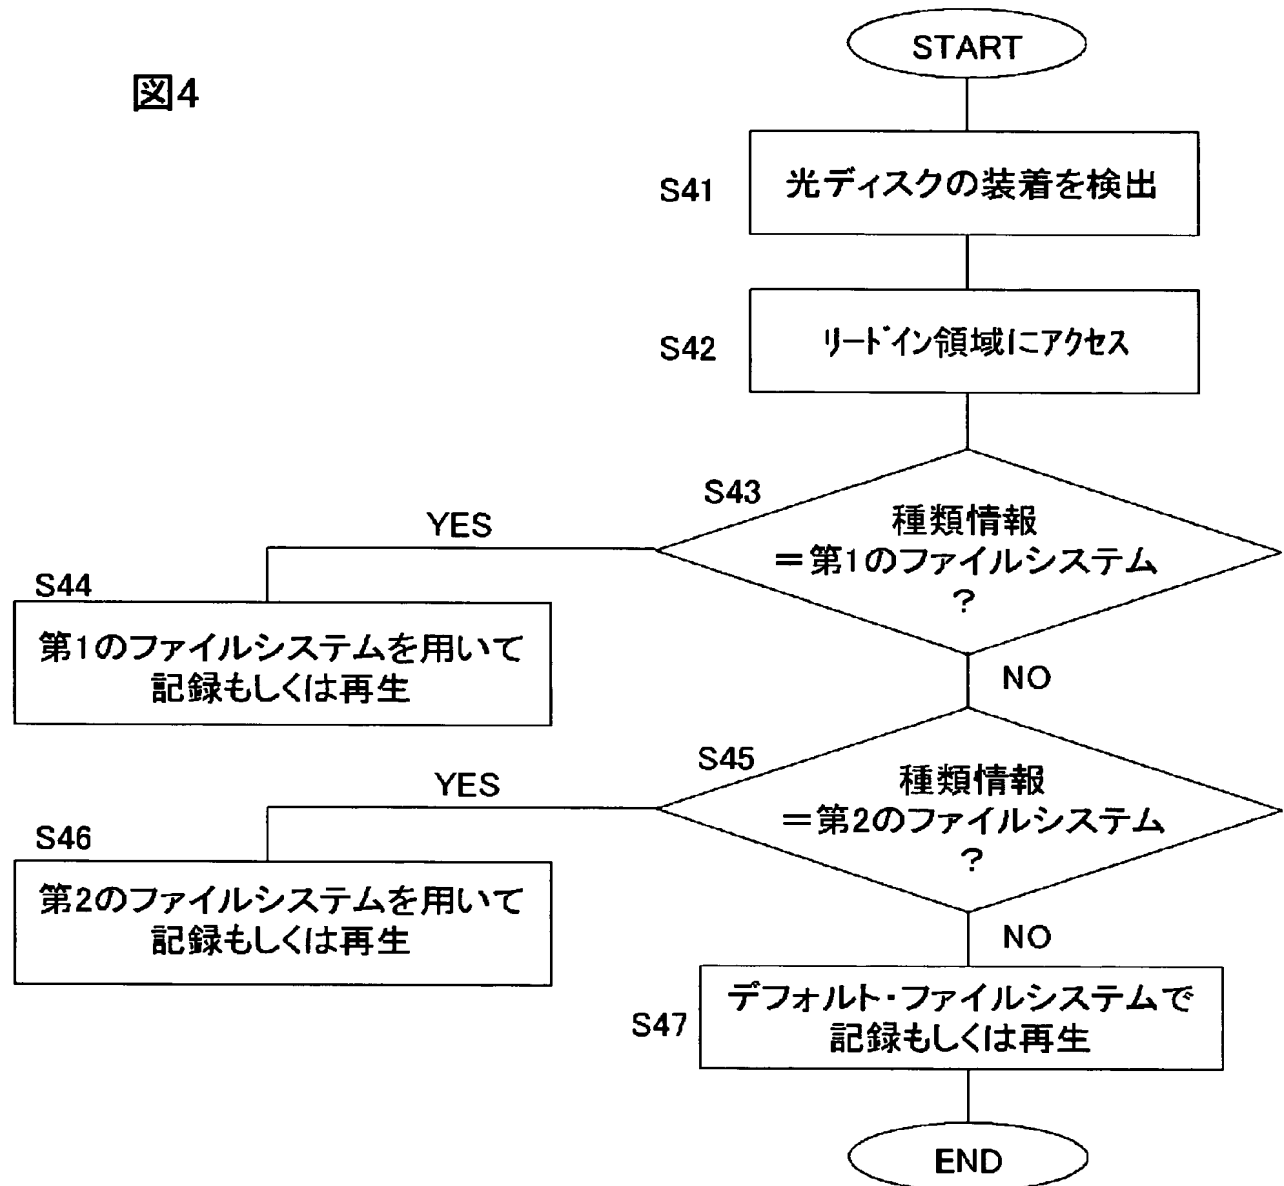 図4
START
S41
光ディスクの装着を検出
S42
リードイン領域にアクセス
S43
種類情報
=第1のファイルシステム
?
YES
NO
S44
第1のファイルシステムを用いて
記録もしくは再生
S45
種類情報
=第2のファイルシステム
?
YES
NO
S46
第2のファイルシステムを用いて
記録もしくは再生
S47
デフォルト・ファイルシステムで
記録もしくは再生
END